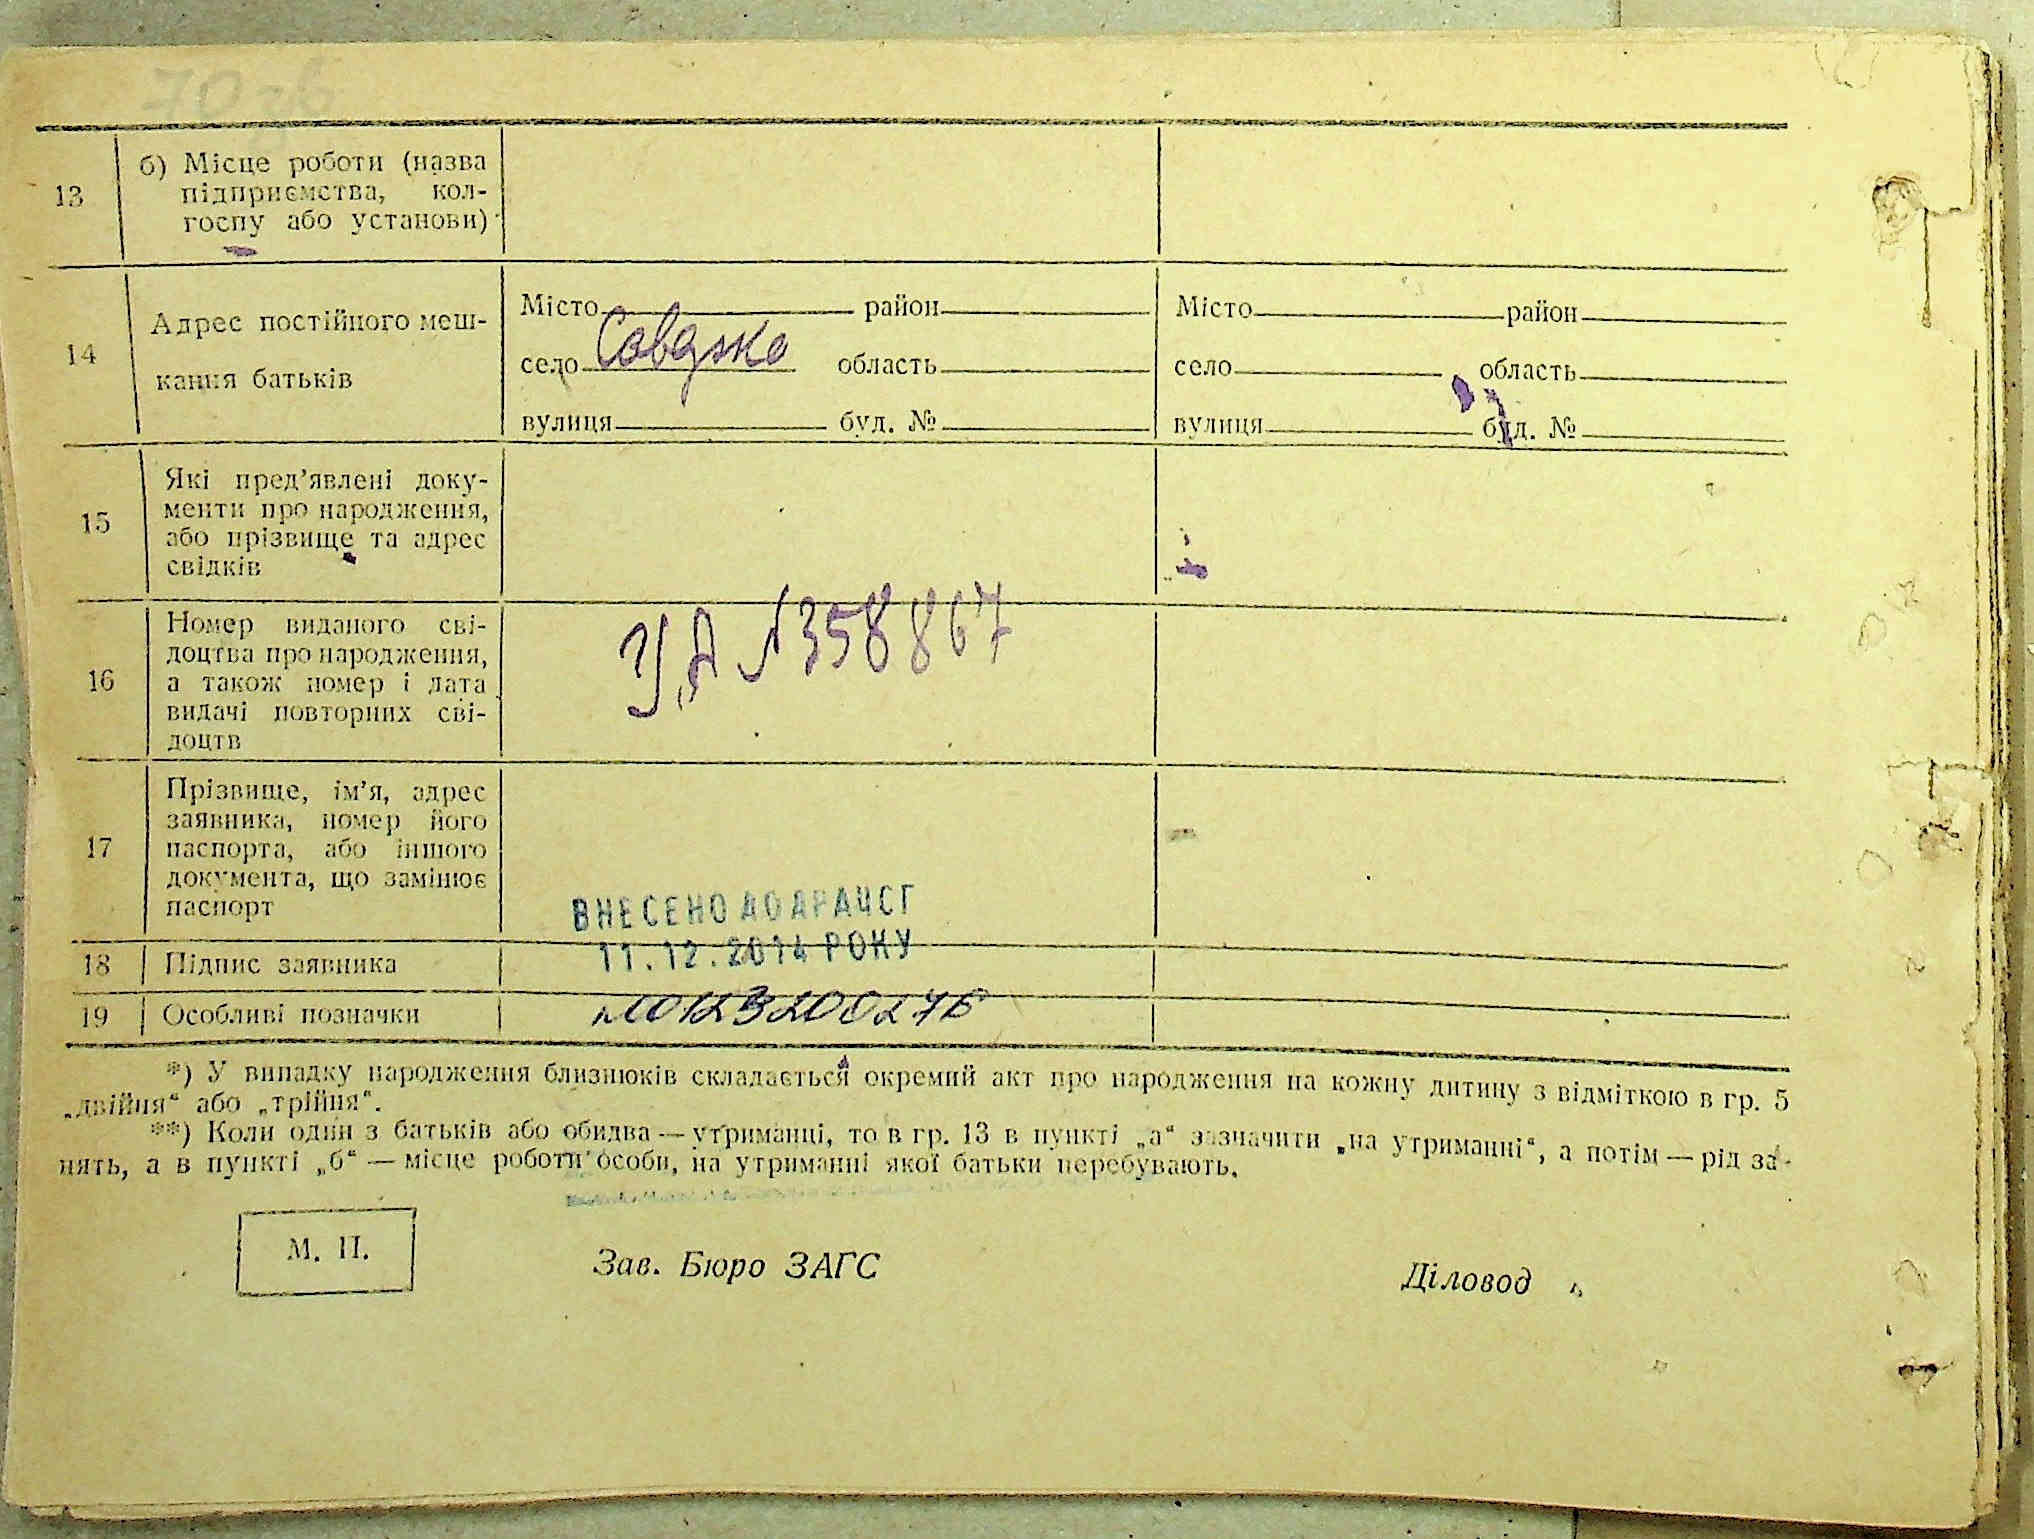 70 зв
13
б) Місце роботи (назва
підприємства, кол-
госпу або установи)
14
Адрес постійного меш-
кання батьків
Місто район
село область
вулиця буд. №
Місто район
село область
вулиця буд. №
15
Які пред’явлені доку-
менти про народження,
або прізвище та адрес
свідків
16
Номер виданого сві-
доцтва про народження,
а також номер і дата
видачі повторних сві-
доцтв
У,А №358867
17
Прізвище, ім’я, адрес
заявника, номер його
паспорта, або іншого
документа, що замінює
паспорт
ВНЕСЕНО ДО ДРАЦСГ
11.12.2014 РОКУ
18
Підпис заявника
19
Особливі позначки
*) У випадку народження близнюків складається окремий акт про народження на кожну дитину з відміткою в гр. 5
„двійня“ або „трійня“.
**) Коли один з батьків або обидва — утриманці, то в гр. 13 в пункті „а“ зазначити „на утриманні“, а потім — рід за-
нять, а в пункті „б“ — місце роботи особи, на утриманні якої батьки перебувають.
М. П.
Зав. Бюро ЗАГС
Діловод